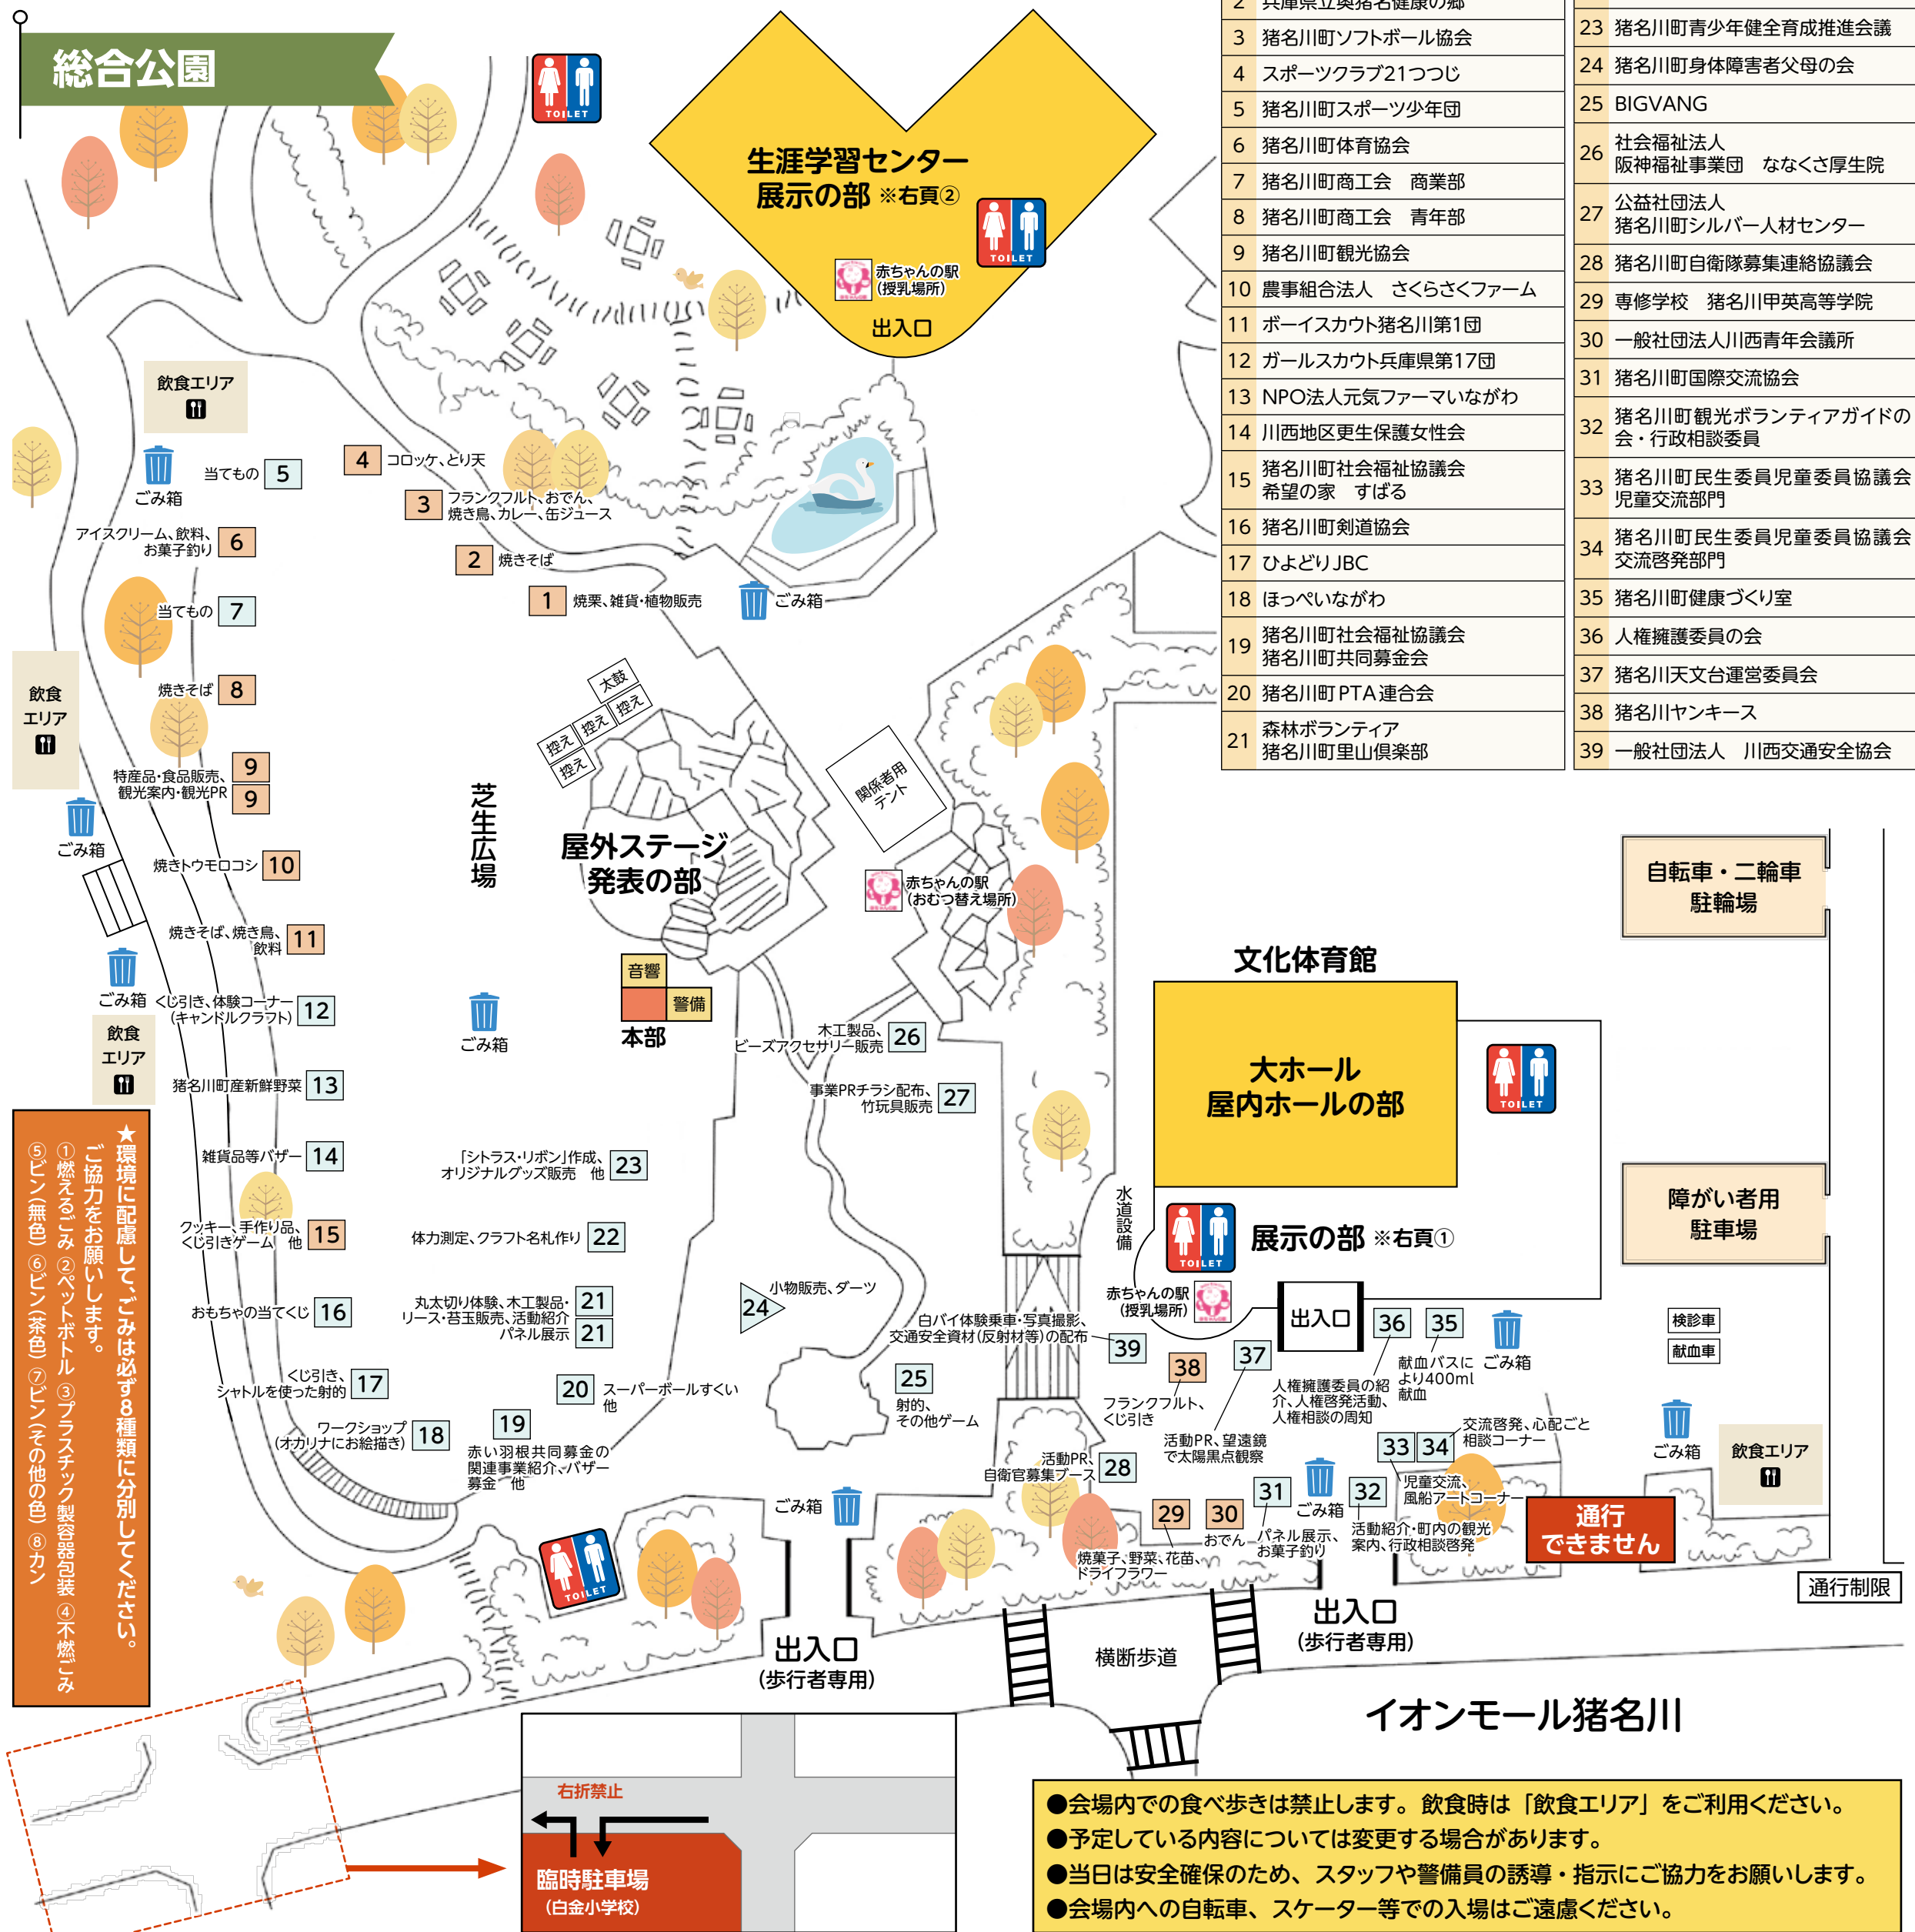 総合公園
TOILET
生涯学習センター
展示の部 ※右頁②
TOILET
赤ちゃんの駅
(授乳場所)
出入口
2 兵庫県立奥猪名健康の郷
3 猪名川町ソフトボール協会
4 スポーツクラブ21つつじ
5 猪名川町スポーツ少年団
6 猪名川町体育協会
7 猪名川町商工会　商業部
8 猪名川町商工会　青年部
9 猪名川町観光協会
10 農事組合法人　さくらさくファーム
11 ボーイスカウト猪名川第1団
12 ガールスカウト兵庫県第17団
13 NPO法人元気ファーマいながわ
14 川西地区更生保護女性会
15 猪名川町社会福祉協議会
希望の家　すばる
16 猪名川町剣道協会
17 ひよどりJBC
18 ほっぺいながわ
19 猪名川町社会福祉協議会
猪名川町共同募金会
20 猪名川町PTA連合会
21 森林ボランティア
猪名川町里山倶楽部
23 猪名川町青少年健全育成推進会議
24 猪名川町身体障害者父母の会
25 BIGVANG
26 社会福祉法人
阪神福祉事業団　ななくさ厚生院
27 公益社団法人
猪名川町シルバー人材センター
28 猪名川町自衛隊募集連絡協議会
29 専修学校　猪名川甲英高等学院
30 一般社団法人川西青年会議所
31 猪名川町国際交流協会
32 猪名川町観光ボランティアガイドの
会・行政相談委員
33 猪名川町民生委員児童委員協議会
児童交流部門
34 猪名川町民生委員児童委員協議会
交流啓発部門
35 猪名川町健康づくり室
36 人権擁護委員の会
37 猪名川天文台運営委員会
38 猪名川ヤンキース
39 一般社団法人　川西交通安全協会
飲食エリア
ごみ箱
当てもの 5
4 コロッケ、とり天
3 フランクフルト、おでん、
焼き鳥、カレー、缶ジュース
アイスクリーム、飲料、
お菓子釣り 6
2 焼きそば
1 焼栗、雑貨・植物販売
ごみ箱
当てもの 7
飲食
エリア
焼きそば 8
太鼓
控え
控え
控え
控え
特産品・食品販売、
観光案内・観光PR
9
9
ごみ箱
関係者用
テント
芝生広場
屋外ステージ
発表の部
焼きトウモロコシ 10
赤ちゃんの駅
(おむつ替え場所)
自転車・二輪車
駐輪場
焼きそば、焼き鳥、
飲料 11
音響
警備
本部
文化体育館
大ホール
屋内ホールの部
TOILET
ごみ箱
くじ引き、体験コーナー
(キャンドルクラフト) 12
ごみ箱
飲食
エリア
木工製品、
ビーズアクセサリー販売 26
猪名川町産新鮮野菜 13
事業PRチラシ配布、
竹玩具販売 27
雑貨品等バザー 14
「シトラス・リボン」作成、
オリジナルグッズ販売　他 23
水道設備
障がい者用
駐車場
クッキー、手作り品、
くじ引きゲーム　他 15
体力測定、クラフト名札作り 22
TOILET
展示の部 ※右頁①
赤ちゃんの駅
(授乳場所)
出入口
おもちゃの当てくじ 16
丸太切り体験、木工製品・
リース・苔玉販売、活動紹介
パネル展示
21
21
24
小物販売、ダーツ
白バイ体験乗車・写真撮影、
交通安全資材(反射材等)の配布
39
38
フランクフルト、
くじ引き
37
活動PR、望遠鏡
で太陽黒点観察
36
人権擁護委員の紹
介、人権啓発活動、
人権相談の周知
35
献血バスに
より400ml
献血
ごみ箱
検診車
献血車
くじ引き、
シャトルを使った射的 17
20 スーパーボールすくい
他
25
射的、
その他ゲーム
ワークショップ
(オカリナにお絵描き) 18
19
赤い羽根共同募金の
関連事業紹介、バザー
募金　他
活動PR、
自衛官募集ブース 28
33
34
交流啓発、心配ごと
相談コーナー
児童交流、
風船アートコーナー
ごみ箱
飲食エリア
ごみ箱
29
焼菓子、野菜、花苗、
ドライフラワー
30
おでん
31
パネル展示、
お菓子釣り
ごみ箱
32
活動紹介・町内の観光
案内、行政相談啓発
通行
できません
TOILET
通行制限
出入口
(歩行者専用)
横断歩道
出入口
(歩行者専用)
イオンモール猪名川
★環境に配慮して、ごみは必ず8種類に分別してください。
ご協力をお願いします。
①燃えるごみ ②ペットボトル ③プラスチック製容器包装 ④不燃ごみ
⑤ビン(無色) ⑥ビン(茶色) ⑦ビン(その他の色) ⑧カン
右折禁止
臨時駐車場
(白金小学校)
●会場内での食べ歩きは禁止します。飲食時は「飲食エリア」をご利用ください。
●予定している内容については変更する場合があります。
●当日は安全確保のため、スタッフや警備員の誘導・指示にご協力をお願いします。
●会場内への自転車、スケーター等での入場はご遠慮ください。